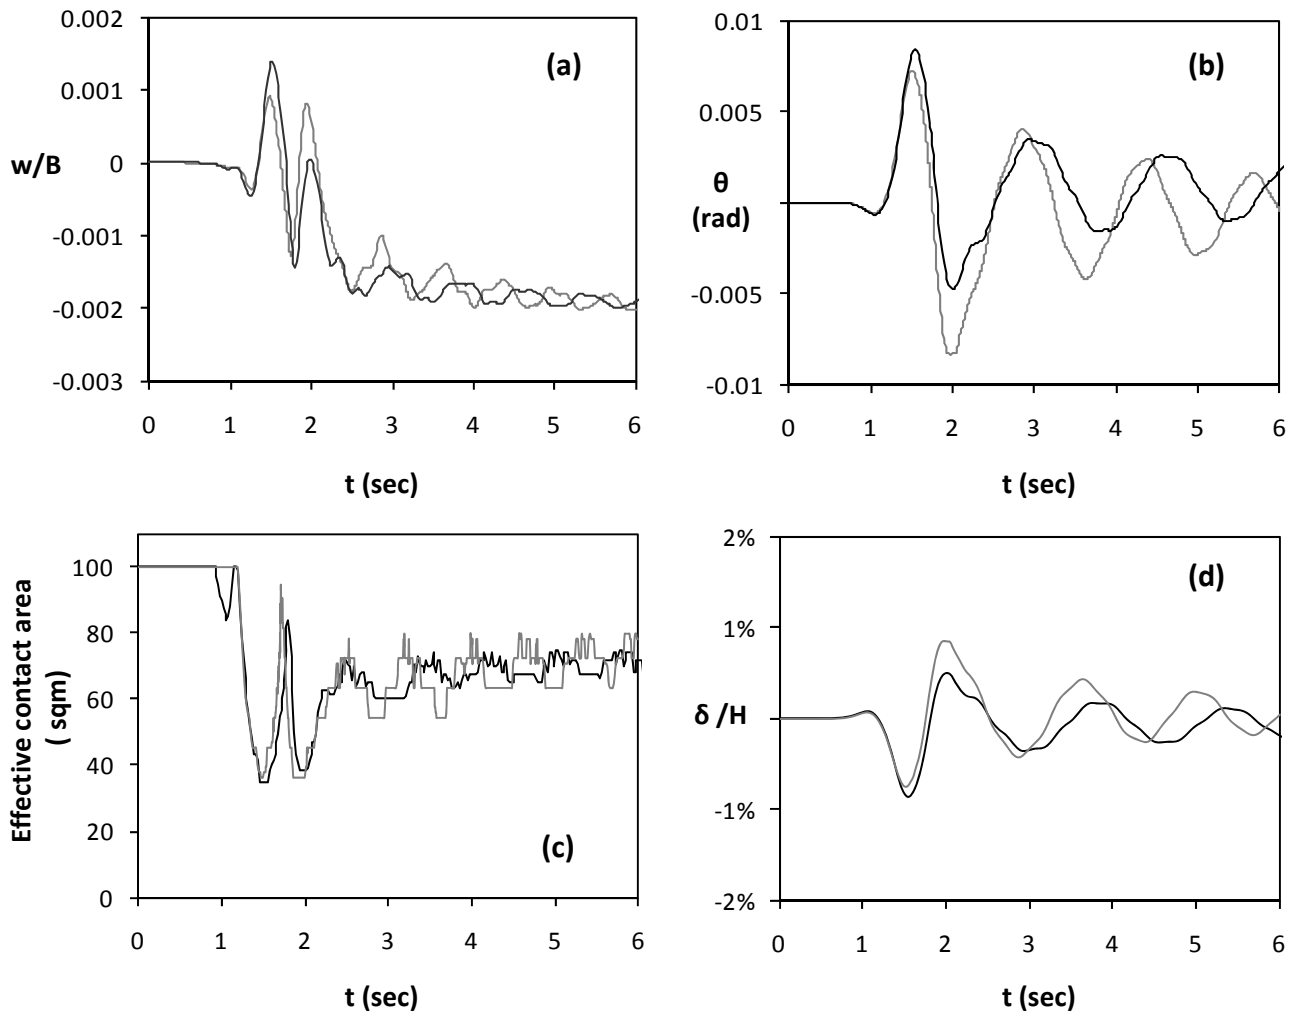 0.002
0.001
0
-0.001
-0.002
-0.003
w/B
(a)
0 1 2 3 4 5 6
t (sec)
0.01
0.005
-0.005
-0.01
θ
(rad)
(b)
0 1 2 3 4 5 6
t (sec)
100
80
60
40
20
0
Effective contact area
( sqm)
(c)
0 1 2 3 4 5 6
t (sec)
2%
1%
-1%
-2%
δ /H
(d)
0 1 2 3 4 5 6
t (sec)